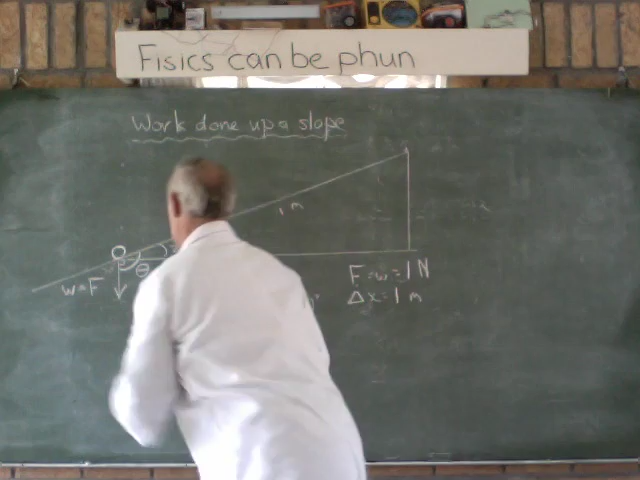 Fisics can be phun
Work done up a slope
1 m
θ
w = F
F = w = 1 N
Δx = 1 m